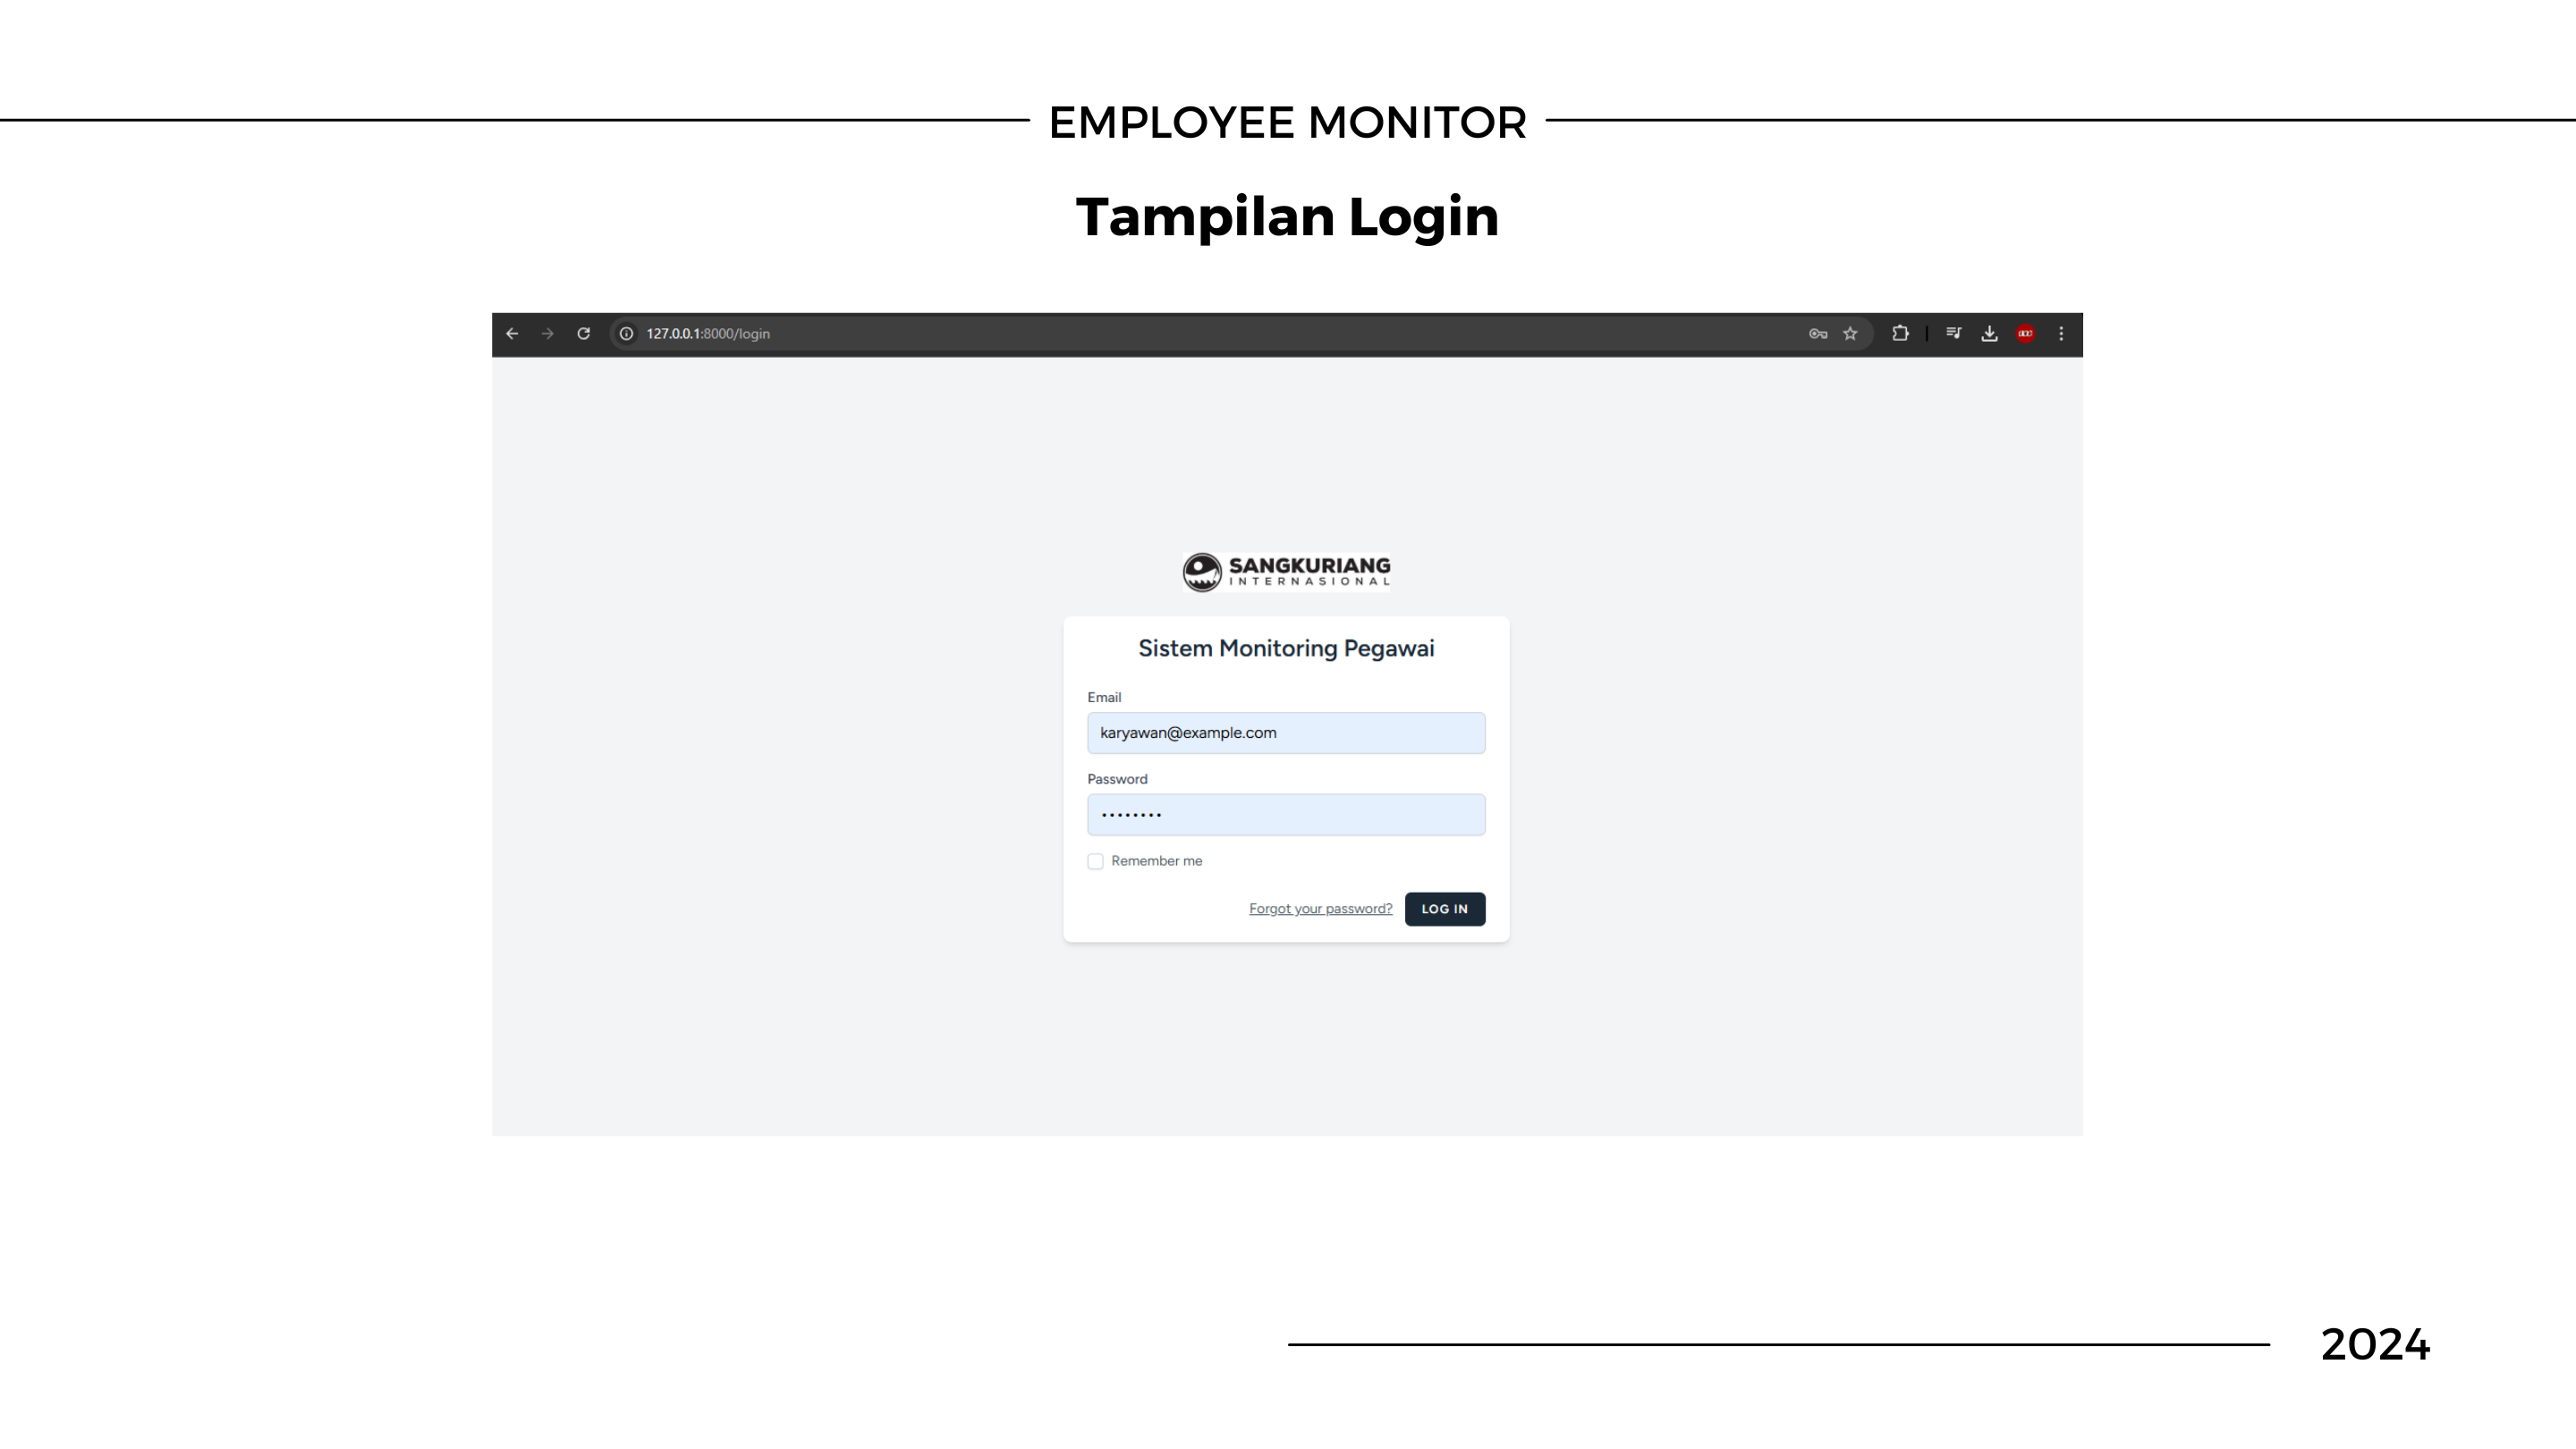 EMPLOYEE MONITOR
Tampilan Login
127.0.0.1:8000/login
SANGKURIANG
INTERNASIONAL
Sistem Monitoring Pegawai
Email
karyawan@example.com
Password
••••••••
Remember me
Forgot your password? LOG IN
2024